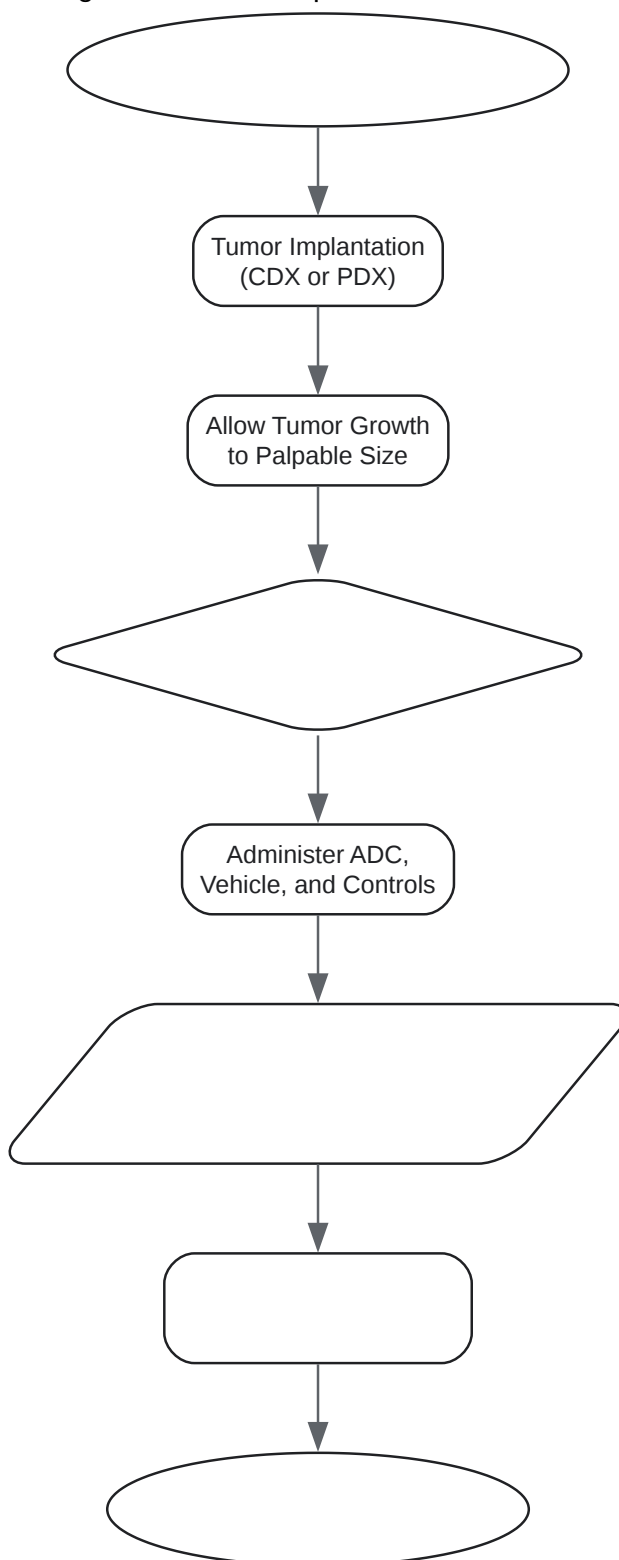 Tumor Implantation
(CDX or PDX)
Allow Tumor Growth
to Palpable Size
Administer ADC,
Vehicle, and Controls